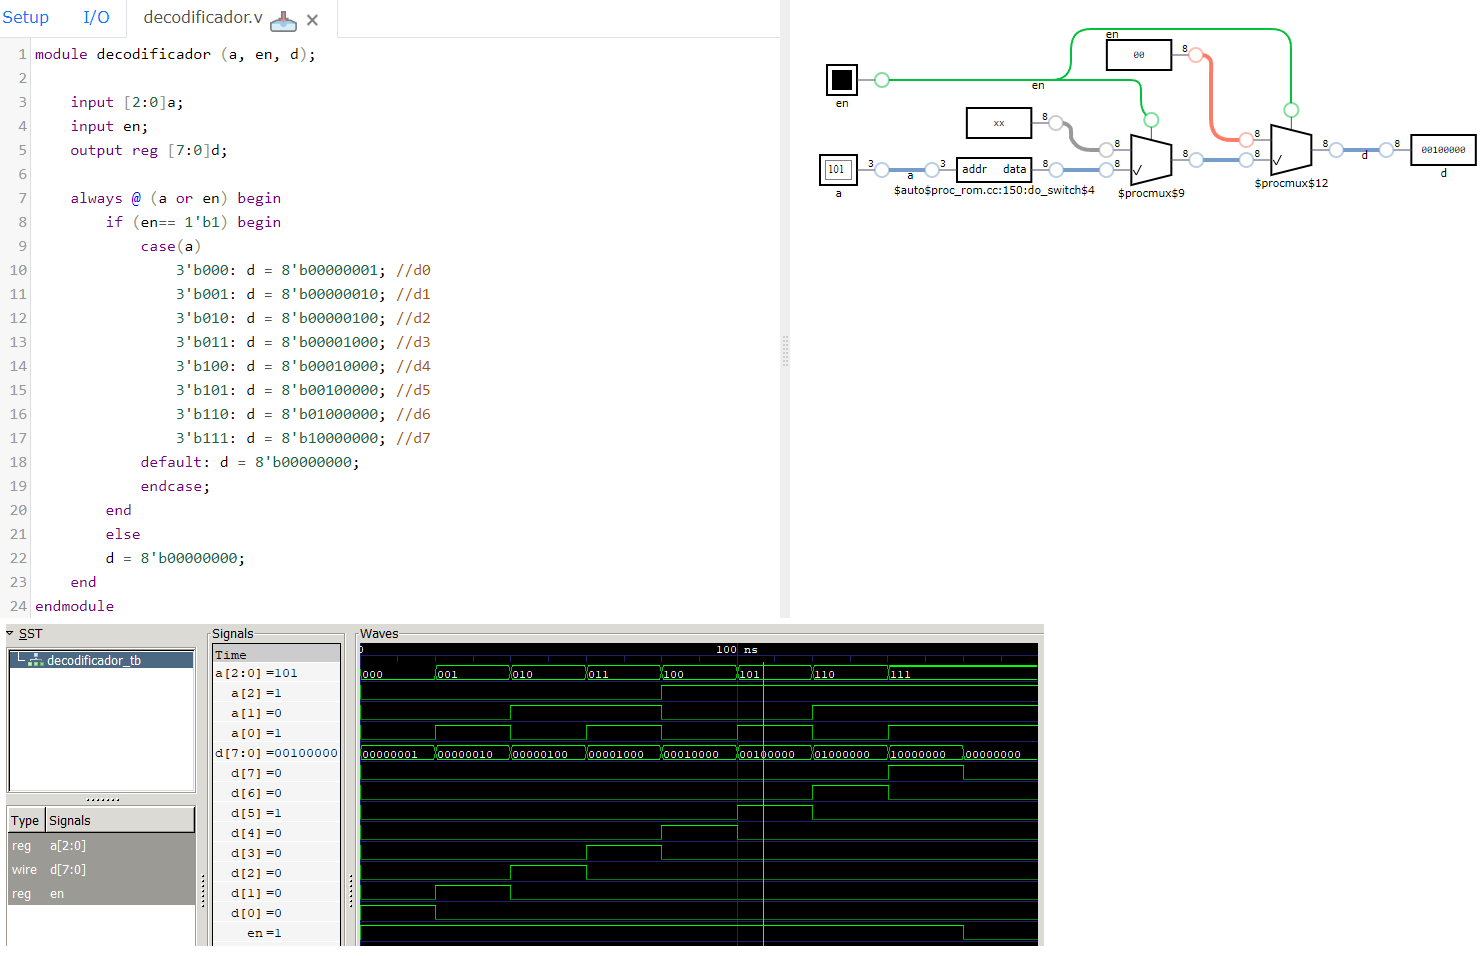 Setup I/O decodificador.v
1 module decodificador (a, en, d);
2
3 input [2:0]a;
4 input en;
5 output reg [7:0]d;
6
7 always @ (a or en) begin
8 if (en== 1'b1) begin
9 case(a)
10 3'b000: d = 8'b00000001; //d0
11 3'b001: d = 8'b00000010; //d1
12 3'b010: d = 8'b00000100; //d2
13 3'b011: d = 8'b00001000; //d3
14 3'b100: d = 8'b00010000; //d4
15 3'b101: d = 8'b00100000; //d5
16 3'b110: d = 8'b01000000; //d6
17 3'b111: d = 8'b10000000; //d7
18 default: d = 8'b00000000;
19 endcase;
20 end
21 else
22 d = 8'b00000000;
23 end
24 endmodule
en
00 8
en
en
8
xx 8
8
8 8 8 d 8 00100000
101 3 a 3 addr data 8 8 8 8
a
$auto$proc_rom.cc:150:do_switch$4
$procmux$9
$procmux$12
d
SST
decodificador_tb
Type Signals
reg a[2:0]
wire d[7:0]
reg en
Signals
Time
a[2:0] =101
a[2] =1
a[1] =0
a[0] =1
d[7:0] =00100000
d[7] =0
d[6] =0
d[5] =1
d[4] =0
d[3] =0
d[2] =0
d[1] =0
d[0] =0
en =1
Waves
0 100 ns
000 001 010 011 100 101 110 111
00000001 00000010 00000100 00001000 00010000 00100000 01000000 10000000 00000000